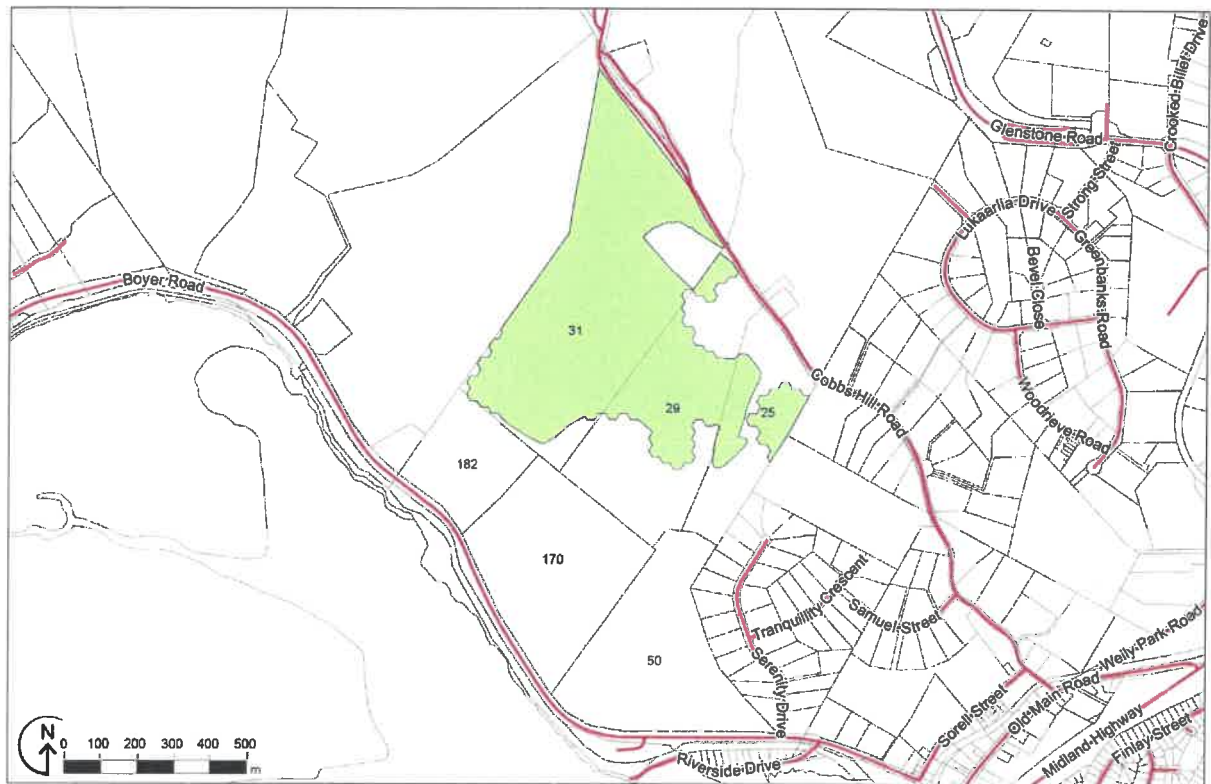 Crooked·Billet·Drive
Glenstone·Road
Strong·Street
Lukaarlia·Drive
Greenbanks·Road
Bevel·Close
Boyer Road
31
Cobbs·Hill·Road
Woodrieve·Road
29
25
182
170
Tranquility·Crescent
Samuel·Street
50
Serenity·Drive
Weily·Park·Road
Old·Main·Road
Sorell·Street
Midland·Highway
Finlay·Street
Riverside·Drive
N
0 100 200 300 400 500
m